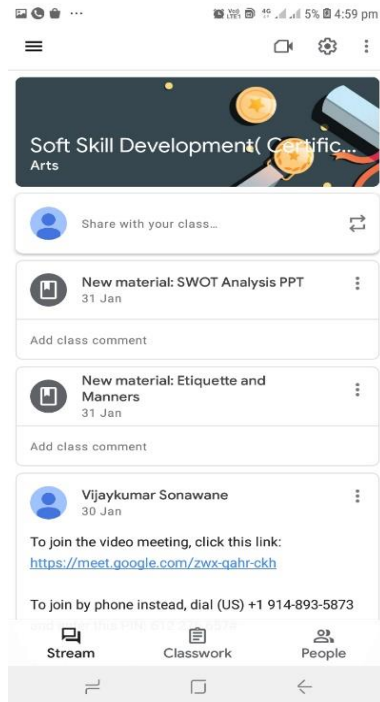 5% 4:59 pm
Soft Skill Development( Certific...
Arts
Share with your class...
New material: SWOT Analysis PPT
31 Jan
Add class comment
New material: Etiquette and
Manners
31 Jan
Add class comment
Vijaykumar Sonawane
30 Jan
To join the video meeting, click this link:
https://meet.google.com/zwx-qahr-ckh
To join by phone instead, dial (US) +1 914-893-5873
Stream Classwork People